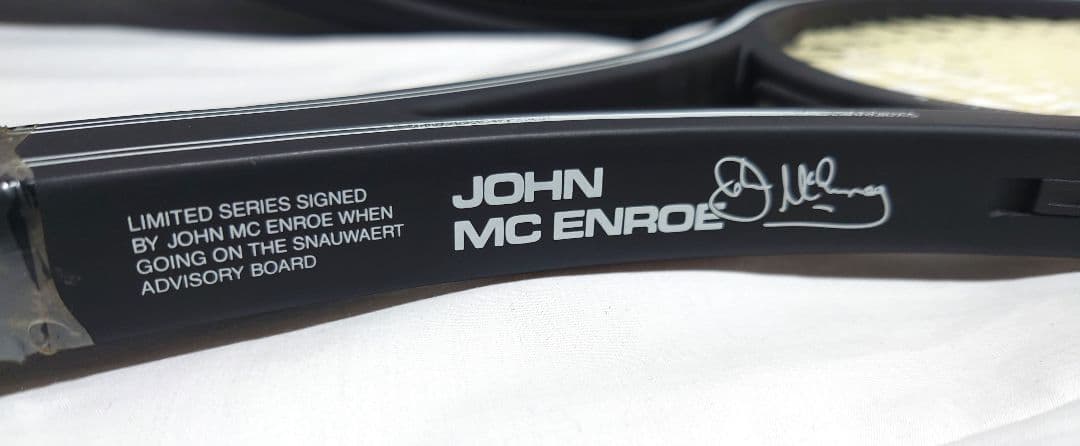 LIMITED SERIES SIGNED
BY JOHN MC ENROE WHEN
GOING ON THE SNAUWAERT
ADVISORY BOARD
JOHN
MC ENROE